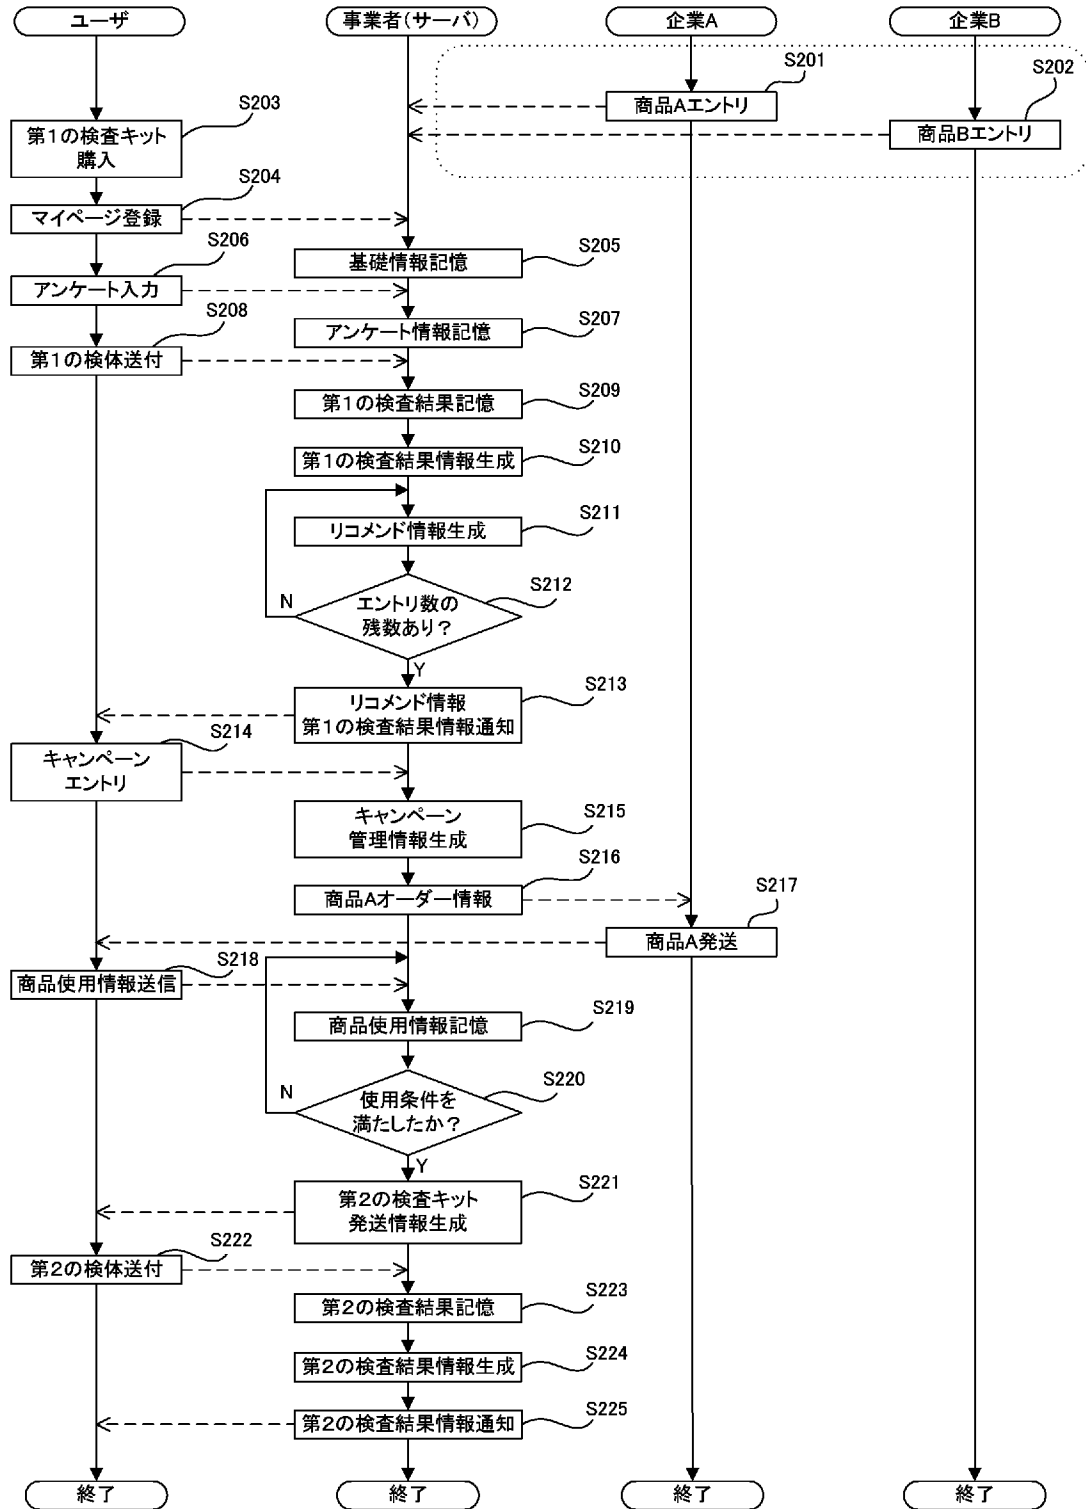 ユーザ
事業者(サーバ)
企業A
企業B
S201
商品Aエントリ
S202
商品Bエントリ
S203
第1の検査キット
購入
S204
マイページ登録
S205
基礎情報記憶
S206
アンケート入力
S207
アンケート情報記憶
S208
第1の検体送付
S209
第1の検査結果記憶
S210
第1の検査結果情報生成
S211
リコメンド情報生成
S212
エントリ数の
残数あり?
N
Y
S213
リコメンド情報
第1の検査結果情報通知
S214
キャンペーン
エントリ
S215
キャンペーン
管理情報生成
S216
商品Aオーダー情報
S217
商品A発送
S218
商品使用情報送信
S219
商品使用情報記憶
S220
使用条件を
満たしたか?
N
Y
S221
第2の検査キット
発送情報生成
S222
第2の検体送付
S223
第2の検査結果記憶
S224
第2の検査結果情報生成
S225
第2の検査結果情報通知
終了
終了
終了
終了